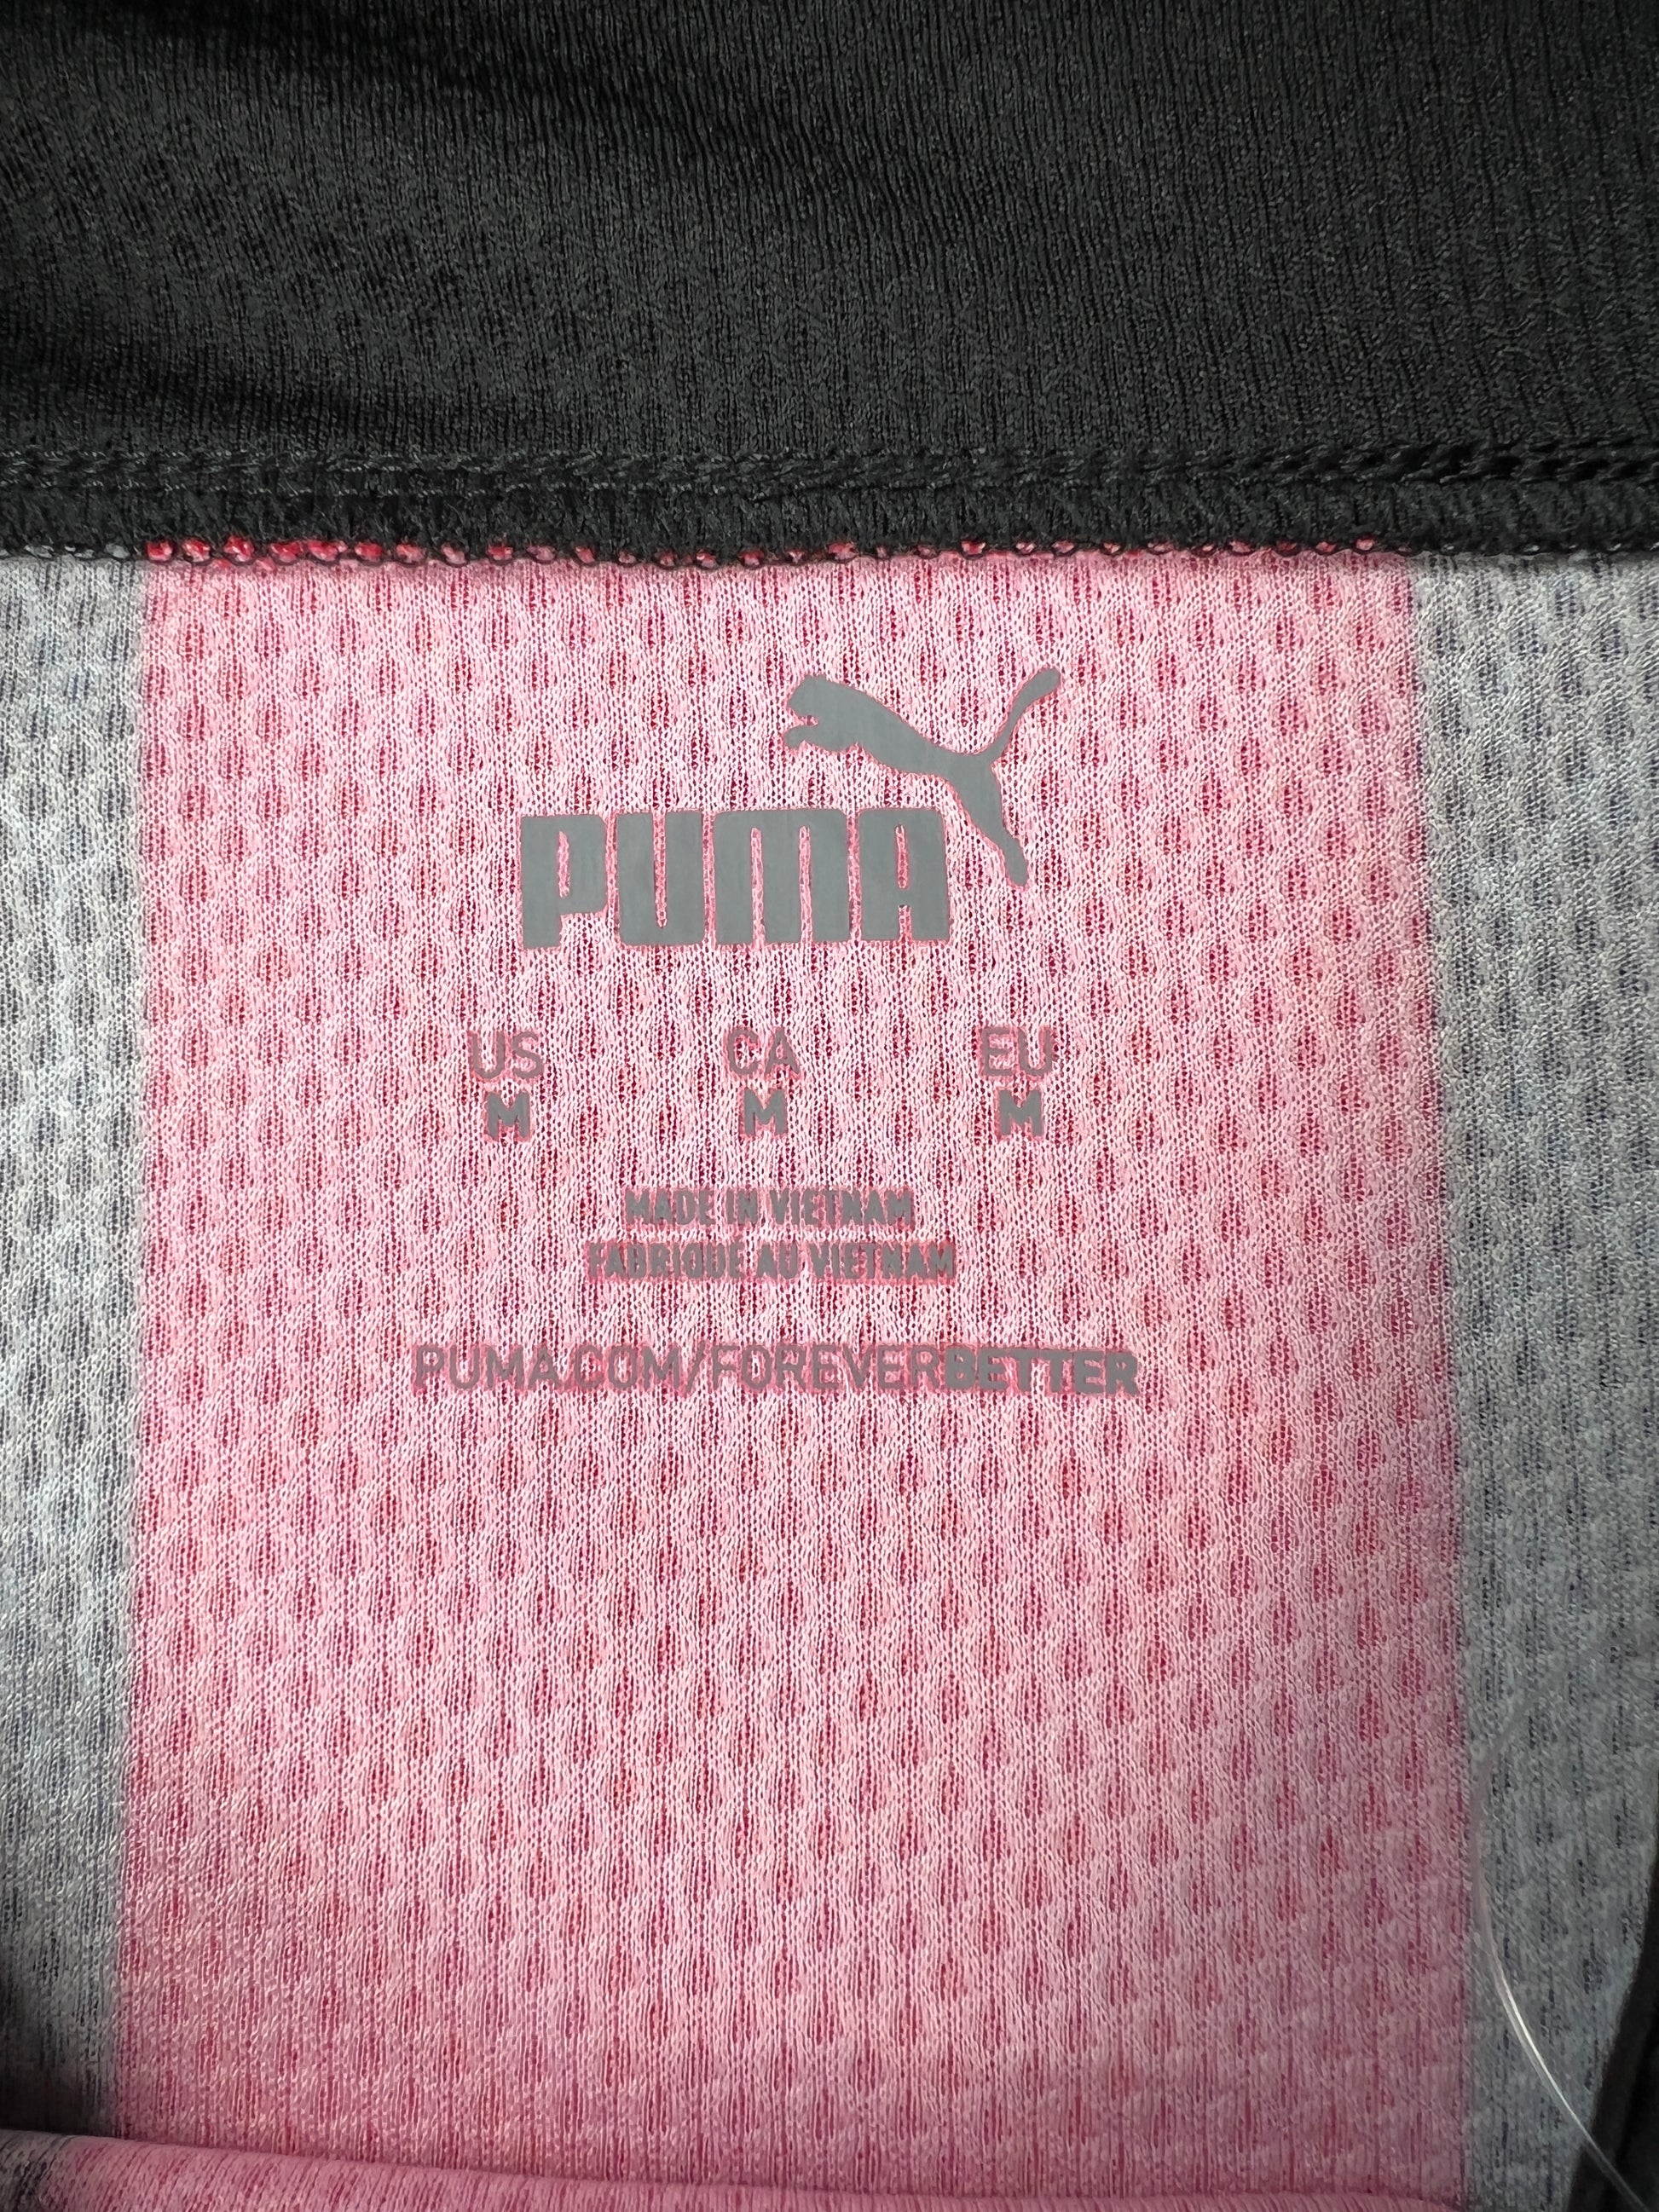 PUMA
US CA EU
M M M
MADE IN VIETNAM
FABRIQUÉ AU VIETNAM
PUMA.COM/FOREVERBETTER